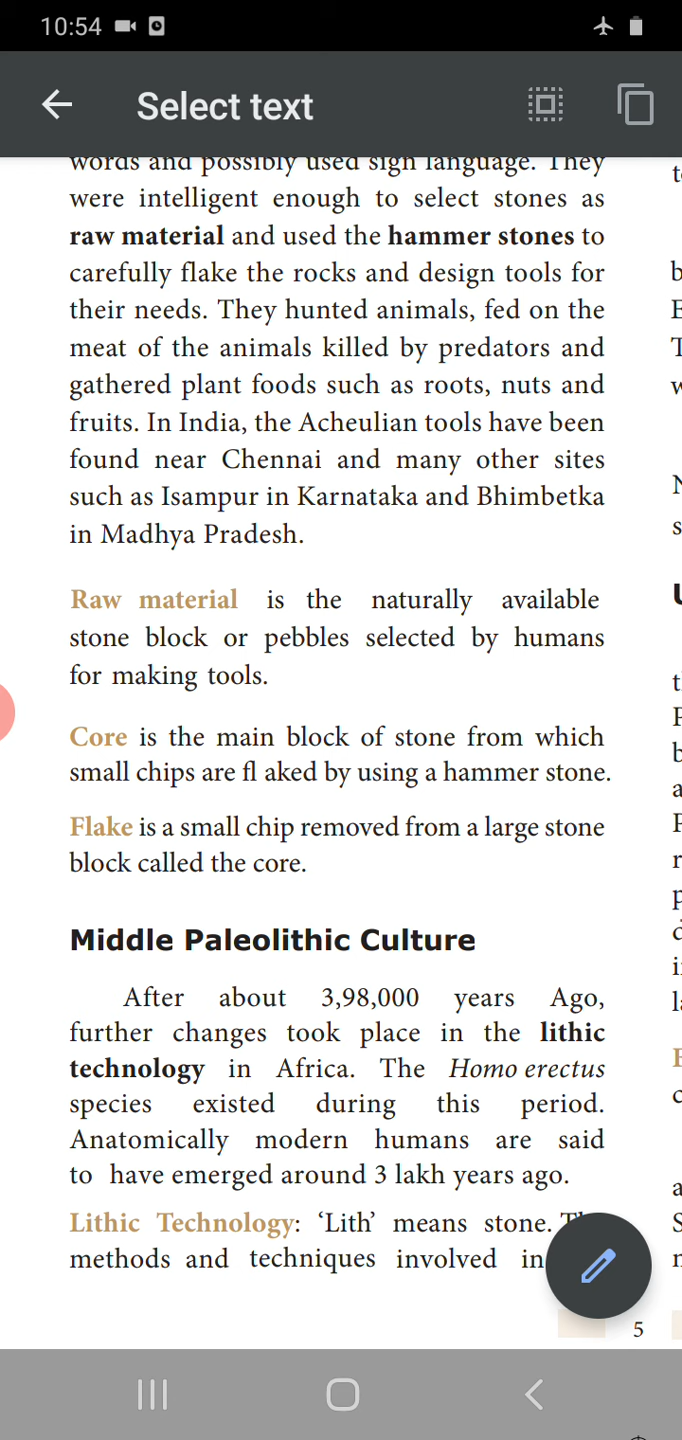 10:54
Select text
words and possibly used sign language. They
were intelligent enough to select stones as
raw material and used the hammer stones to
carefully flake the rocks and design tools for
their needs. They hunted animals, fed on the
meat of the animals killed by predators and
gathered plant foods such as roots, nuts and
fruits. In India, the Acheulian tools have been
found near Chennai and many other sites
such as Isampur in Karnataka and Bhimbetka
in Madhya Pradesh.
Raw material is the naturally available
stone block or pebbles selected by humans
for making tools.
Core is the main block of stone from which
small chips are fl aked by using a hammer stone.
Flake is a small chip removed from a large stone
block called the core.
Middle Paleolithic Culture
After about 3,98,000 years Ago,
further changes took place in the lithic
technology in Africa. The Homo erectus
species existed during this period.
Anatomically modern humans are said
to have emerged around 3 lakh years ago.
Lithic Technology: ‘Lith’ means stone.
methods and techniques involved in
5